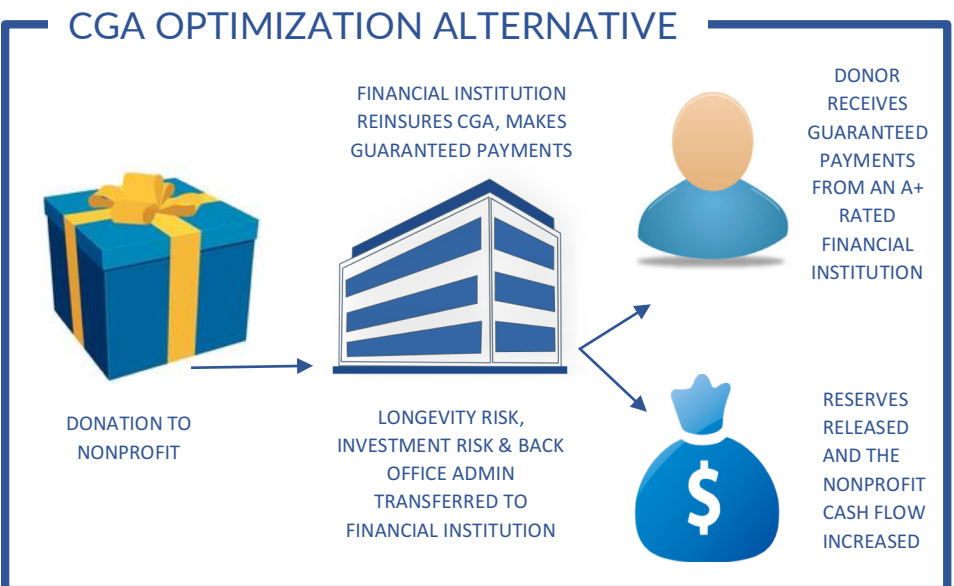 CGA OPTIMIZATION ALTERNATIVE
DONATION TO
NONPROFIT
FINANCIAL INSTITUTION
REINSURES CGA, MAKES
GUARANTEED PAYMENTS
LONGEVITY RISK,
INVESTMENT RISK & BACK
OFFICE ADMIN
TRANSFERRED TO
FINANCIAL INSTITUTION
DONOR
RECEIVES
GUARANTEED
PAYMENTS
FROM AN A+
RATED
FINANCIAL
INSTITUTION
$
RESERVES
RELEASED
AND THE
NONPROFIT
CASH FLOW
INCREASED